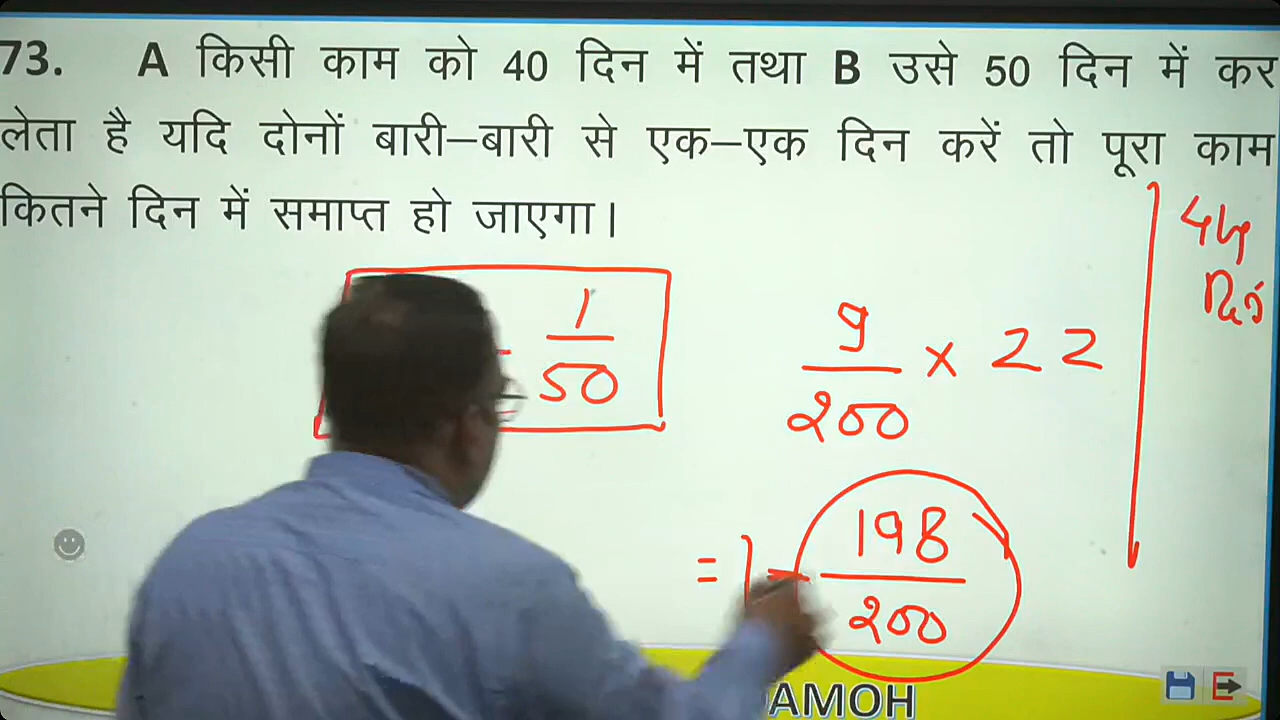 73. A किसी काम को 40 दिन में तथा B उसे 50 दिन में कर
लेता है यदि दोनों बारी–बारी से एक–एक दिन करें तो पूरा काम
कितने दिन में समाप्त हो जाएगा।
44
दिन
= 1/50
9/200 × 22
= 1 - 198/200
DAMOH